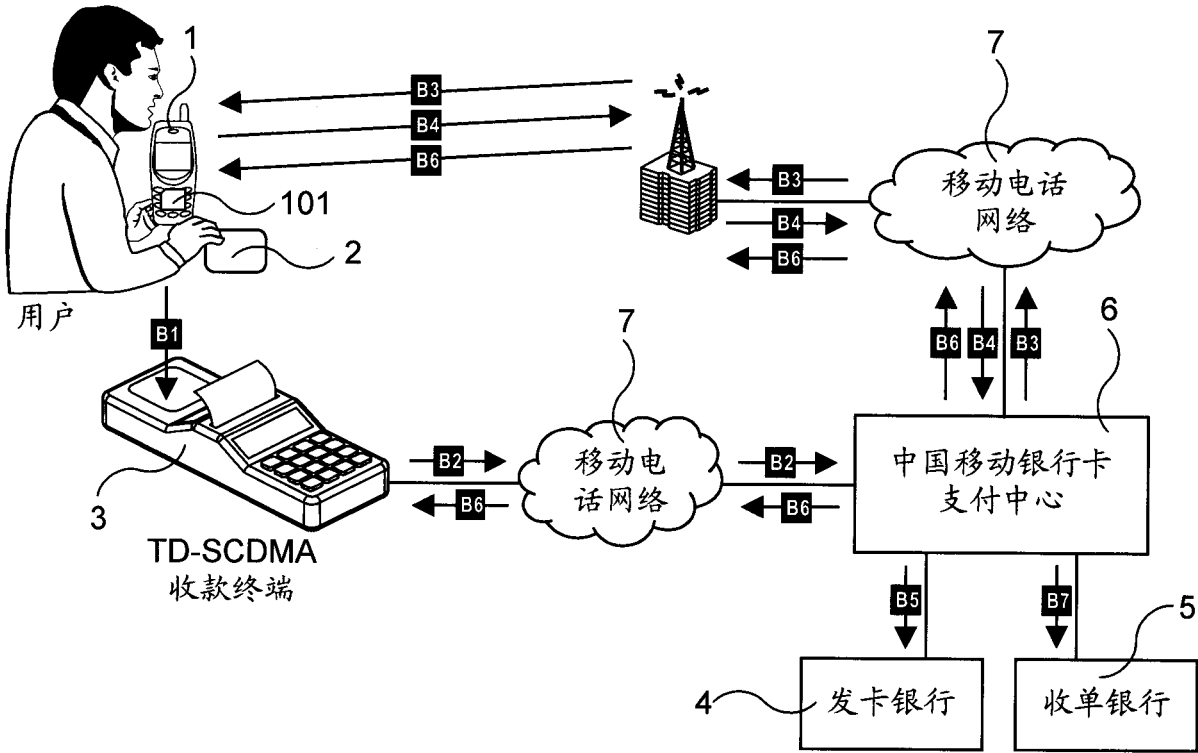 1
7
B3
B4
B6
移动电话
网络
B3
B4
B6
101
2
用户
B1
7
6
B6
B4
B3
3
B2
B6
移动电
话网络
B2
B6
中国移动银行卡
支付中心
TD-SCDMA
收款终端
B5
B7
5
4
发卡银行
收单银行